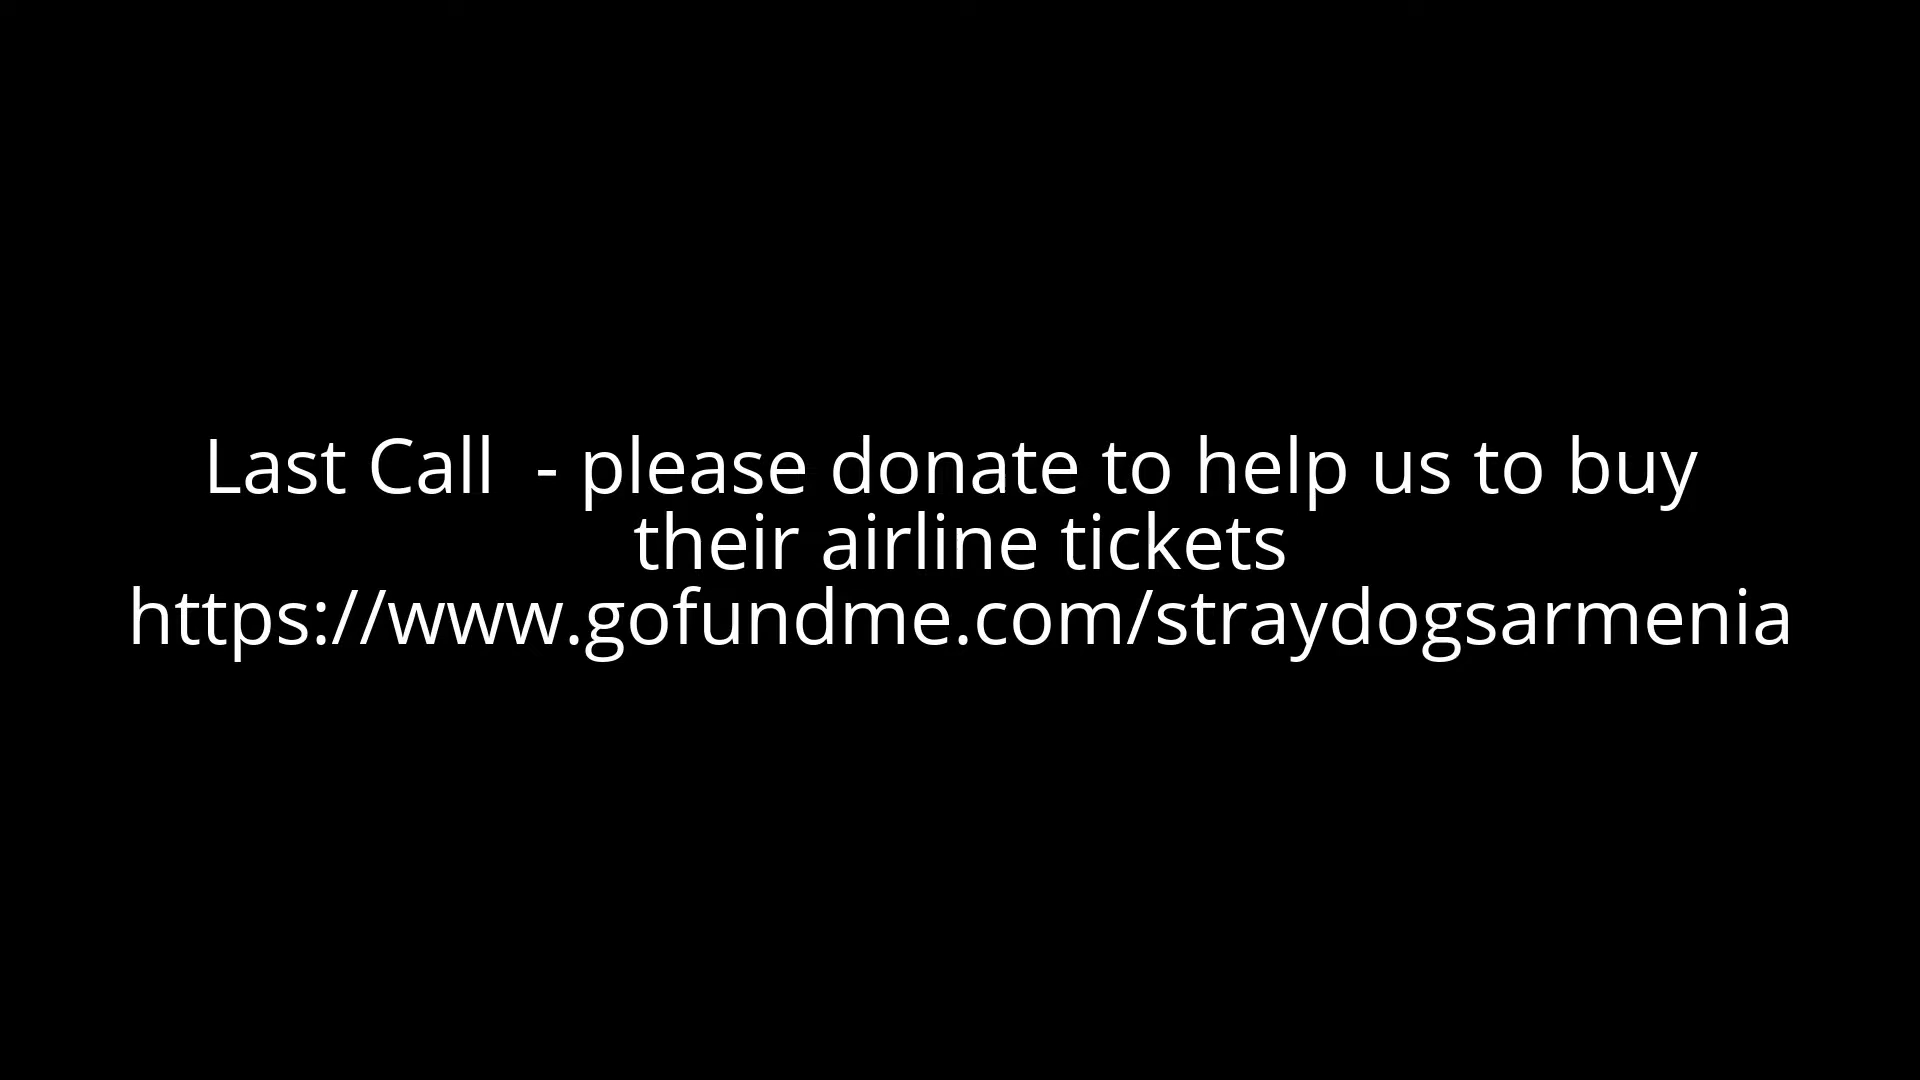 Last Call  - please donate to help us to buy
their airline tickets
https://www.gofundme.com/straydogsarmenia